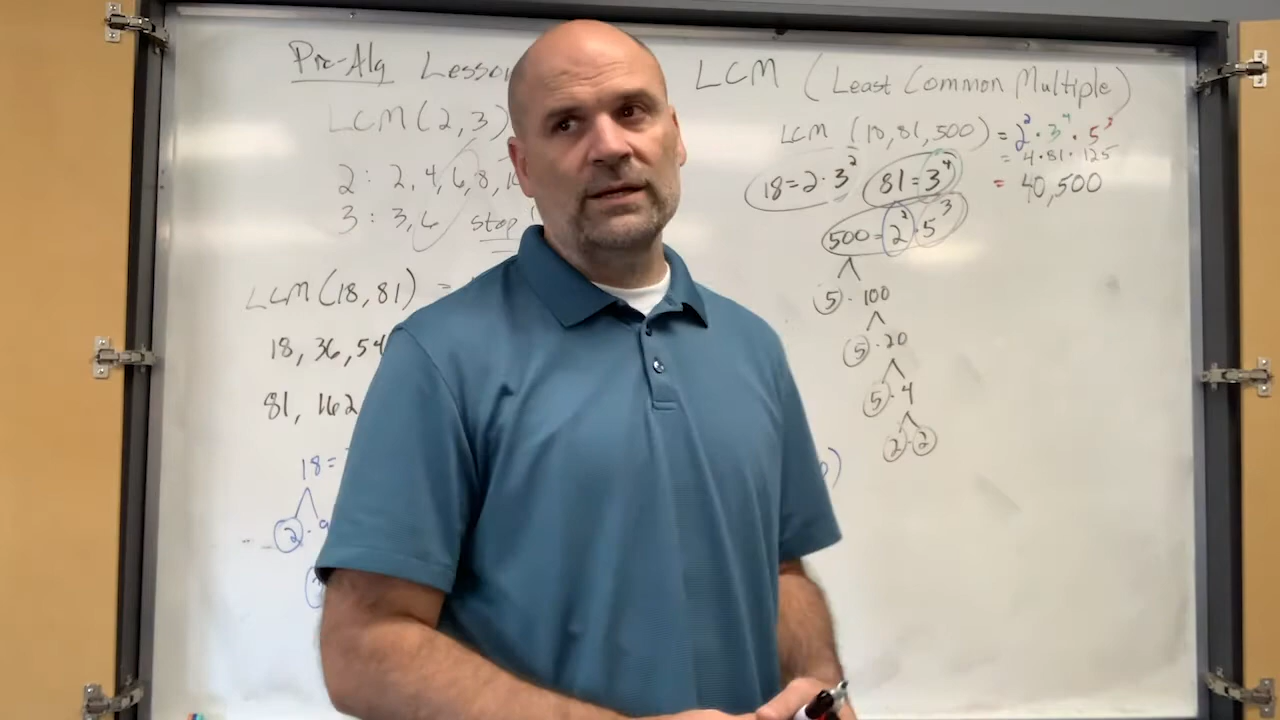 Pre-Alg Lesson
LCM (Least Common Multiple)
LCM(2,3)
2: 2,4,6,8,10
3: 3,6 stop
LCM(18,81) =
18, 36, 54
81, 162
18=
2 · 9
LCM (18,81,500) = 2² · 3⁴ · 5³
= 4·81·125
= 40,500
18=2·3²
81=3⁴
500=2²·5³
5 · 100
5 · 20
5 · 4
2 · 2